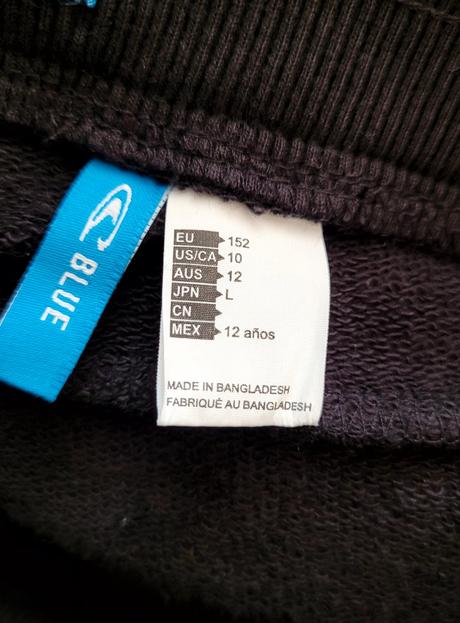 BLUE
EU 152
US/CA 10
AUS 12
JPN L
CN
MEX 12 años
MADE IN BANGLADESH
FABRIQUÉ AU BANGLADESH